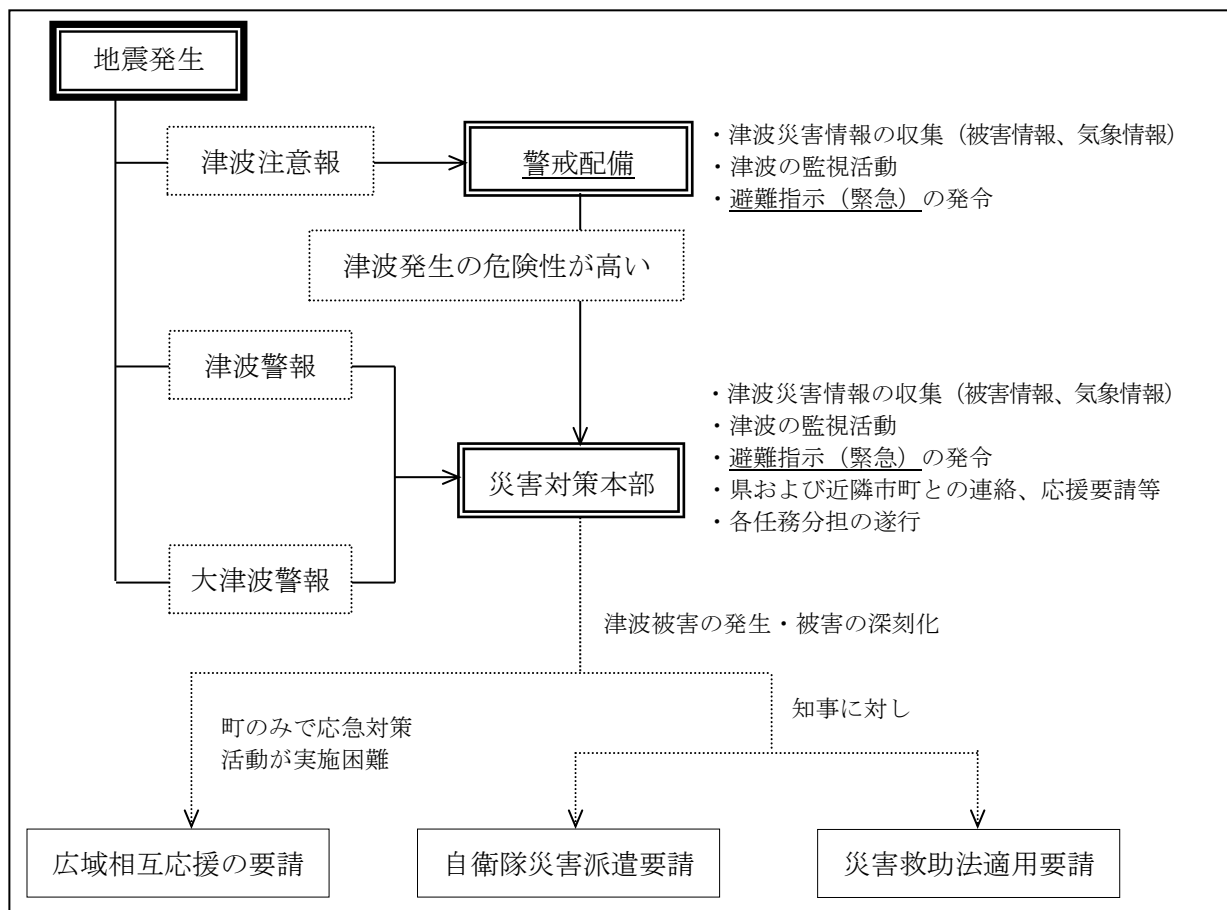 地震発生
津波注意報
警戒配備
・津波災害情報の収集（被害情報、気象情報）
・津波の監視活動
・避難指示（緊急）の発令
津波発生の危険性が高い
津波警報
・津波災害情報の収集（被害情報、気象情報）
・津波の監視活動
・避難指示（緊急）の発令
・県および近隣市町との連絡、応援要請等
・各任務分担の遂行
災害対策本部
大津波警報
津波被害の発生・被害の深刻化
町のみで応急対策
活動が実施困難
知事に対し
広域相互応援の要請
自衛隊災害派遣要請
災害救助法適用要請